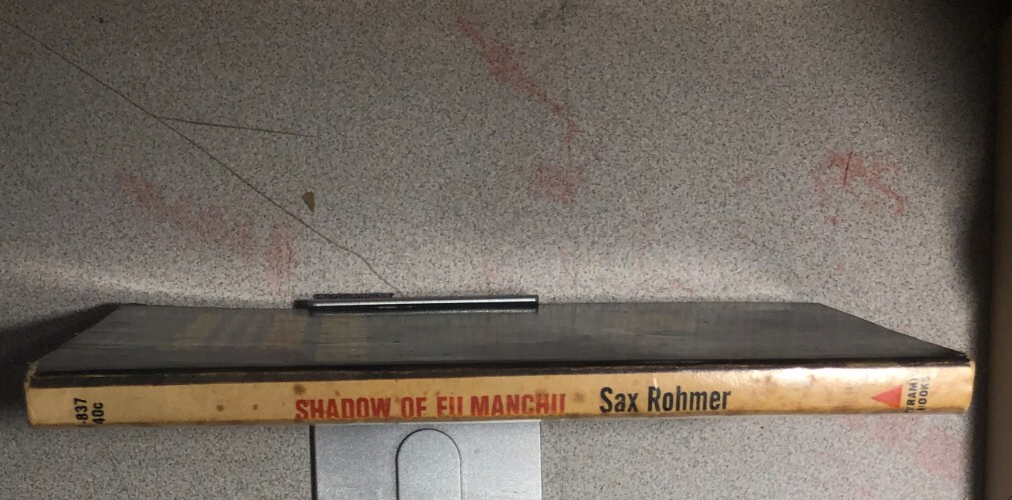 -837
40c
SHADOW OF FU MANCHU
Sax Rohmer
PYRAMID
BOOKS